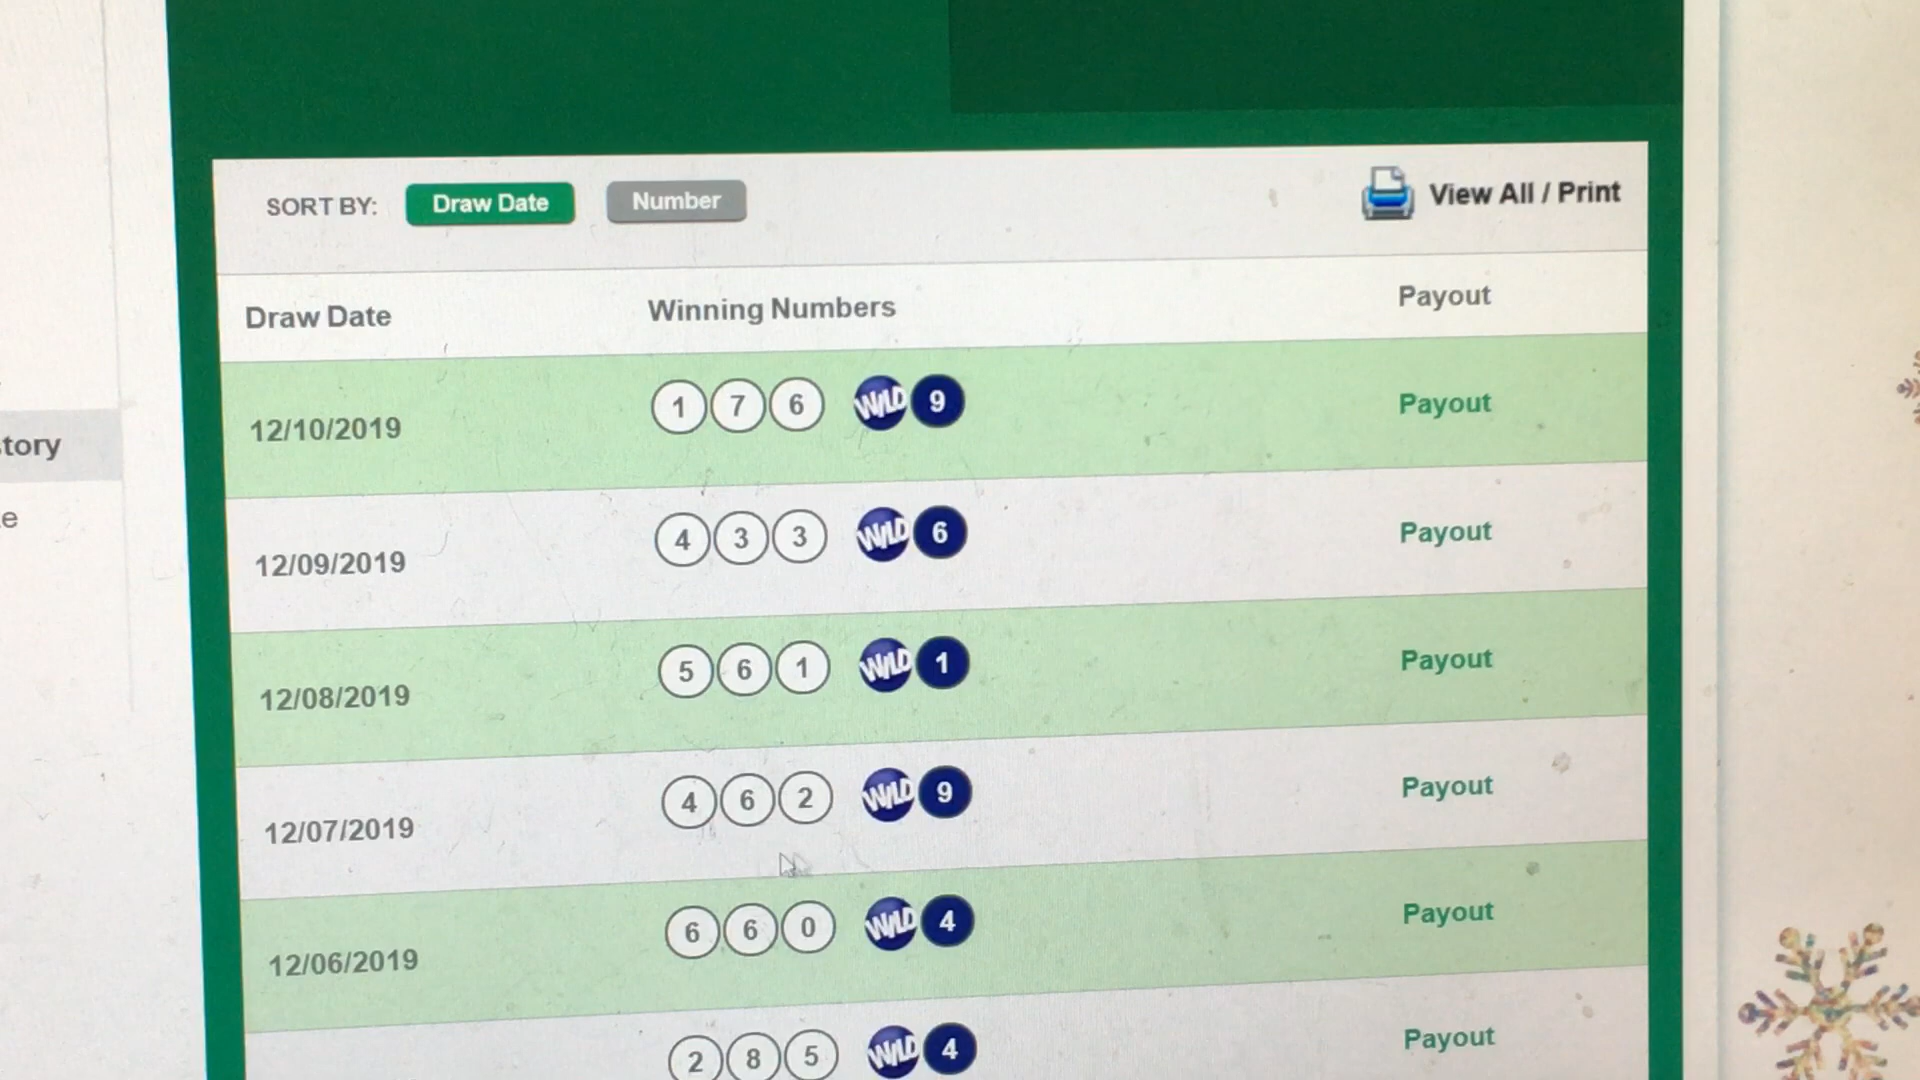 SORT BY: Draw Date Number View All / Print
Draw Date Winning Numbers Payout
12/10/2019 1 7 6 WILD 9 Payout
tory
12/09/2019 4 3 3 WILD 6 Payout
e
12/08/2019 5 6 1 WILD 1 Payout
12/07/2019 4 6 2 WILD 9 Payout
12/06/2019 6 6 0 WILD 4 Payout
2 8 5 WILD 4 Payout